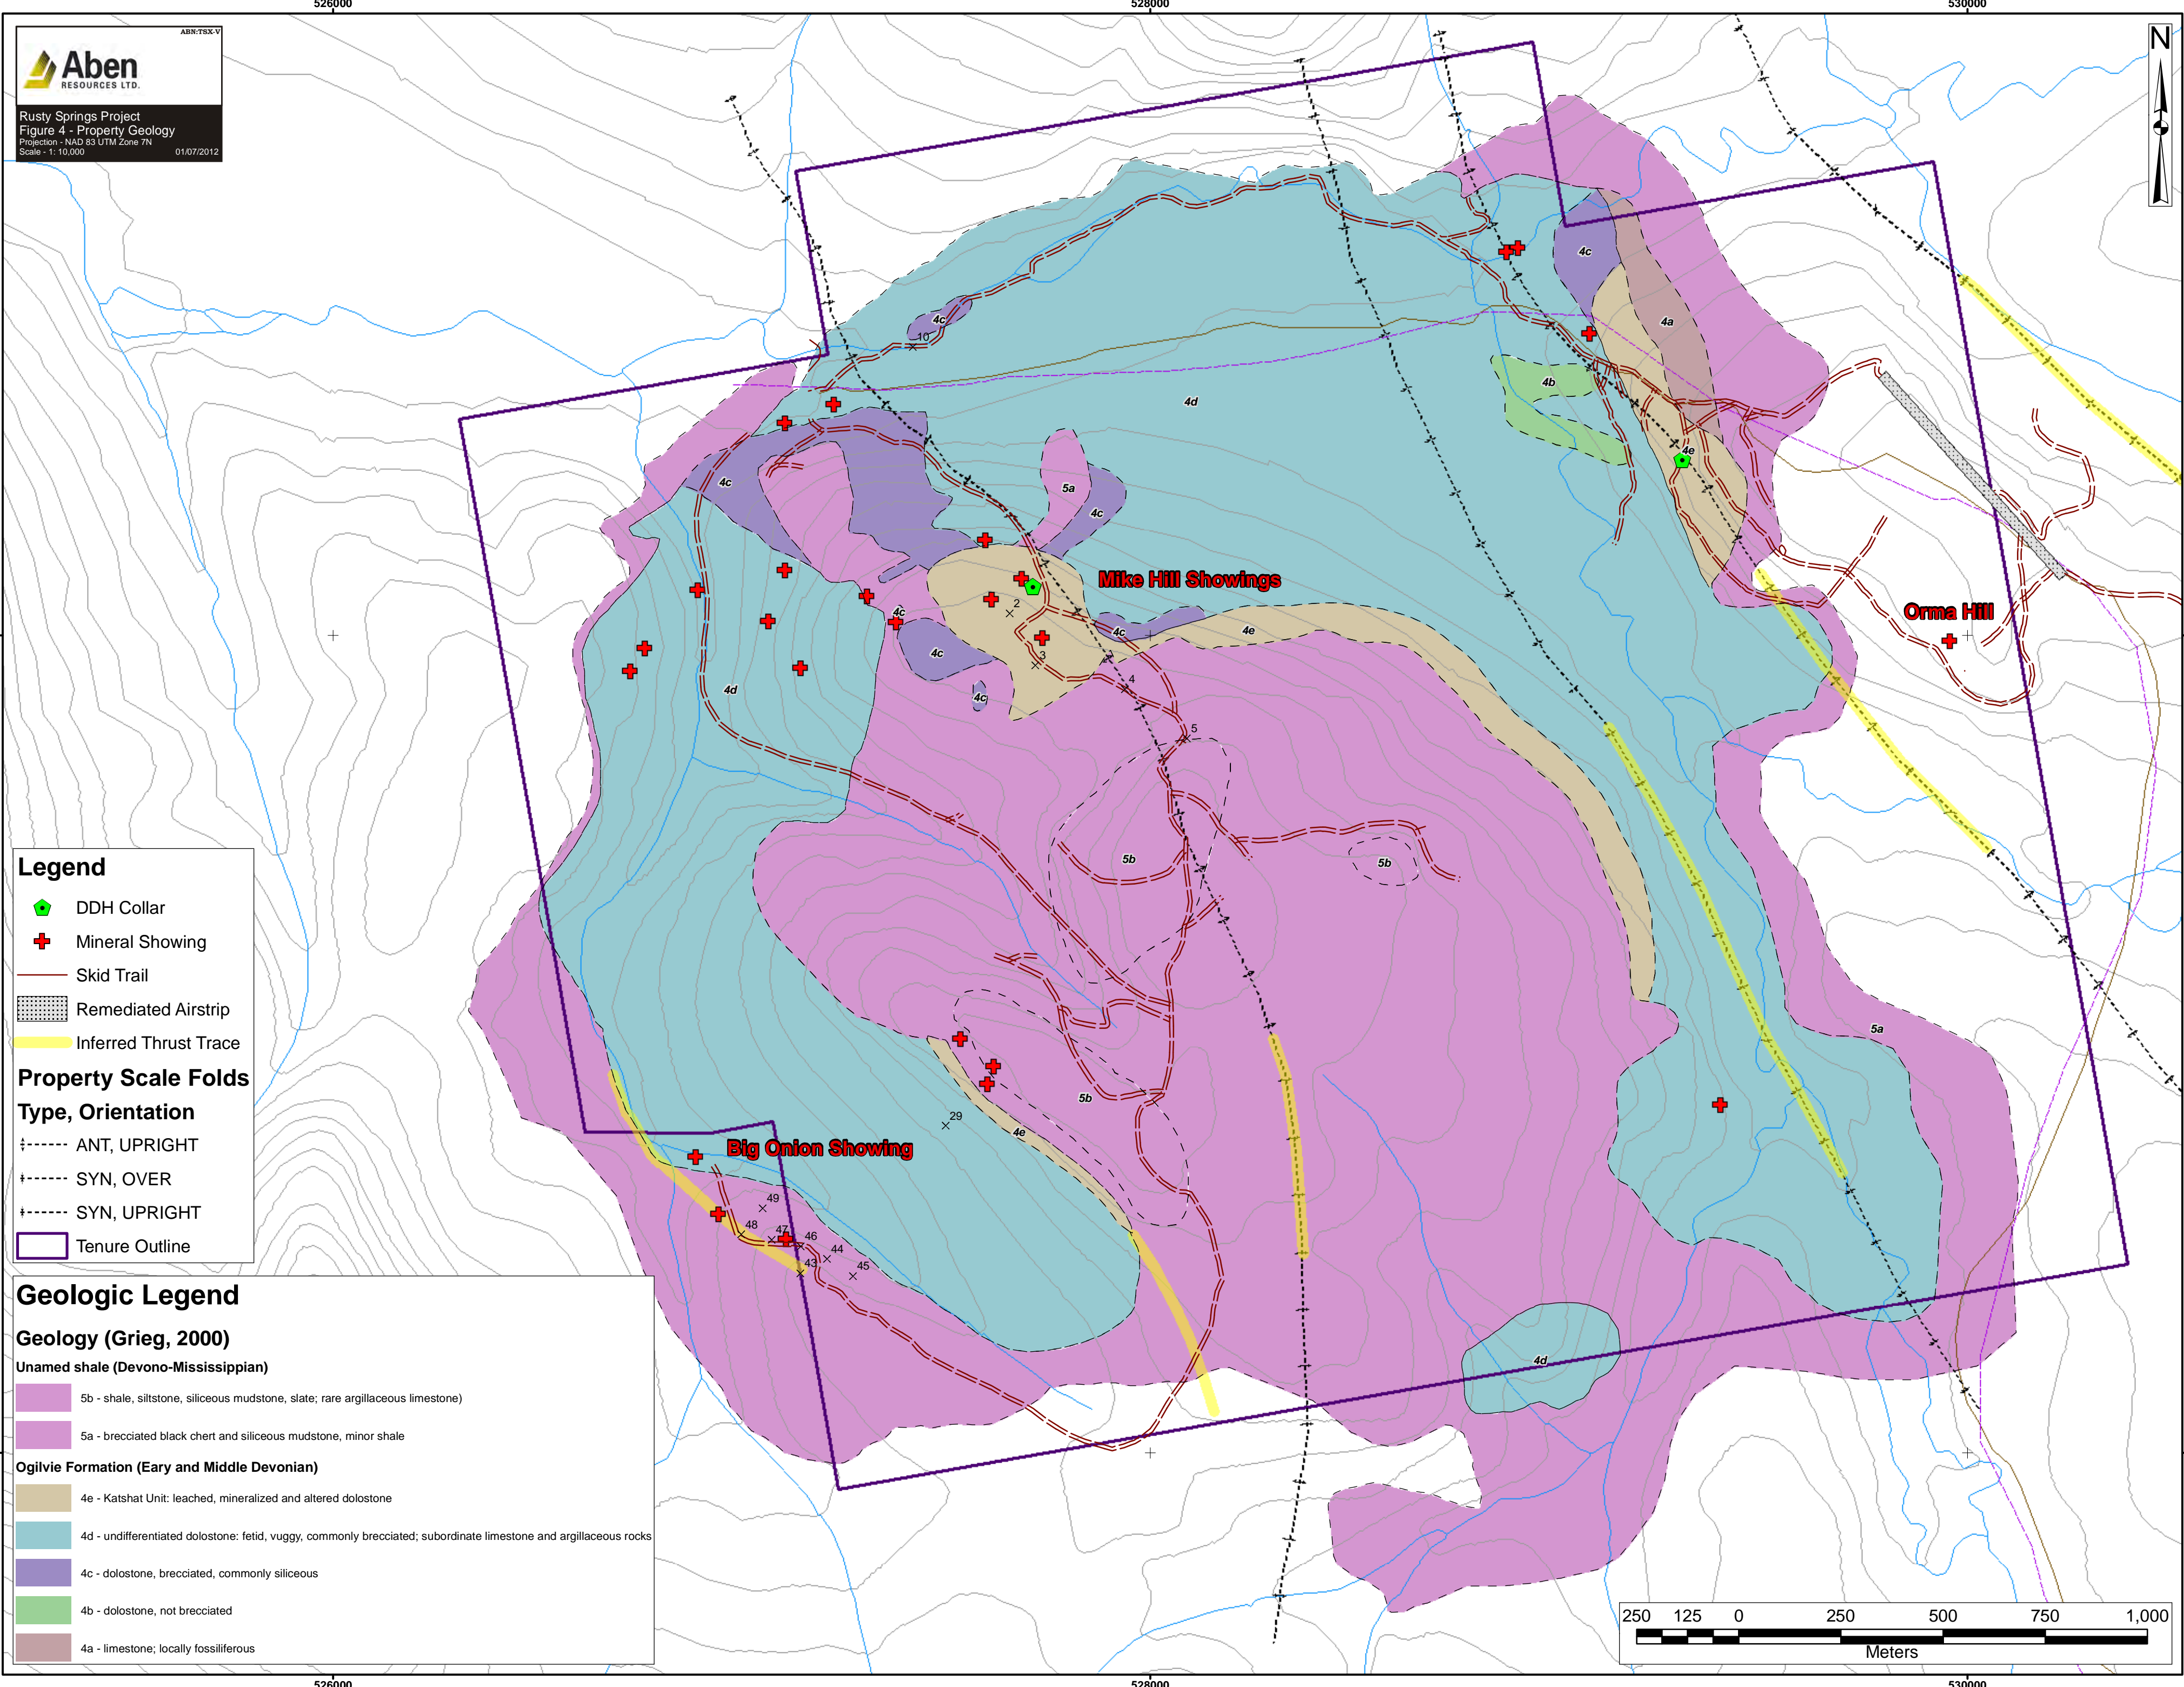 526000
528000
530000
ABN:TSX-V
Aben
RESOURCES LTD.
Rusty Springs Project
Figure 4 - Property Geology
Projection - NAD 83 UTM Zone 7N
Scale - 1: 10,000 01/07/2012
N
4c
4a
4c
10
4b
4d
4e
4c
5a
4c
Mike Hill Showings
2
Orma Hill
4c
4c
4e
4c
3
4
4d
4c
5
5b
5b
5a
5b
29
4e
Big Onion Showing
49
48
47
46
44
43
45
4d
Legend
DDH Collar
Mineral Showing
Skid Trail
Remediated Airstrip
Inferred Thrust Trace
Property Scale Folds
Type, Orientation
ANT, UPRIGHT
SYN, OVER
SYN, UPRIGHT
Tenure Outline
Geologic Legend
Geology (Grieg, 2000)
Unamed shale (Devono-Mississippian)
5b - shale, siltstone, siliceous mudstone, slate; rare argillaceous limestone)
5a - brecciated black chert and siliceous mudstone, minor shale
Ogilvie Formation (Eary and Middle Devonian)
4e - Katshat Unit: leached, mineralized and altered dolostone
4d - undifferentiated dolostone: fetid, vuggy, commonly brecciated; subordinate limestone and argillaceous rocks
4c - dolostone, brecciated, commonly siliceous
4b - dolostone, not brecciated
4a - limestone; locally fossiliferous
250 125 0 250 500 750 1,000
Meters
526000
528000
530000